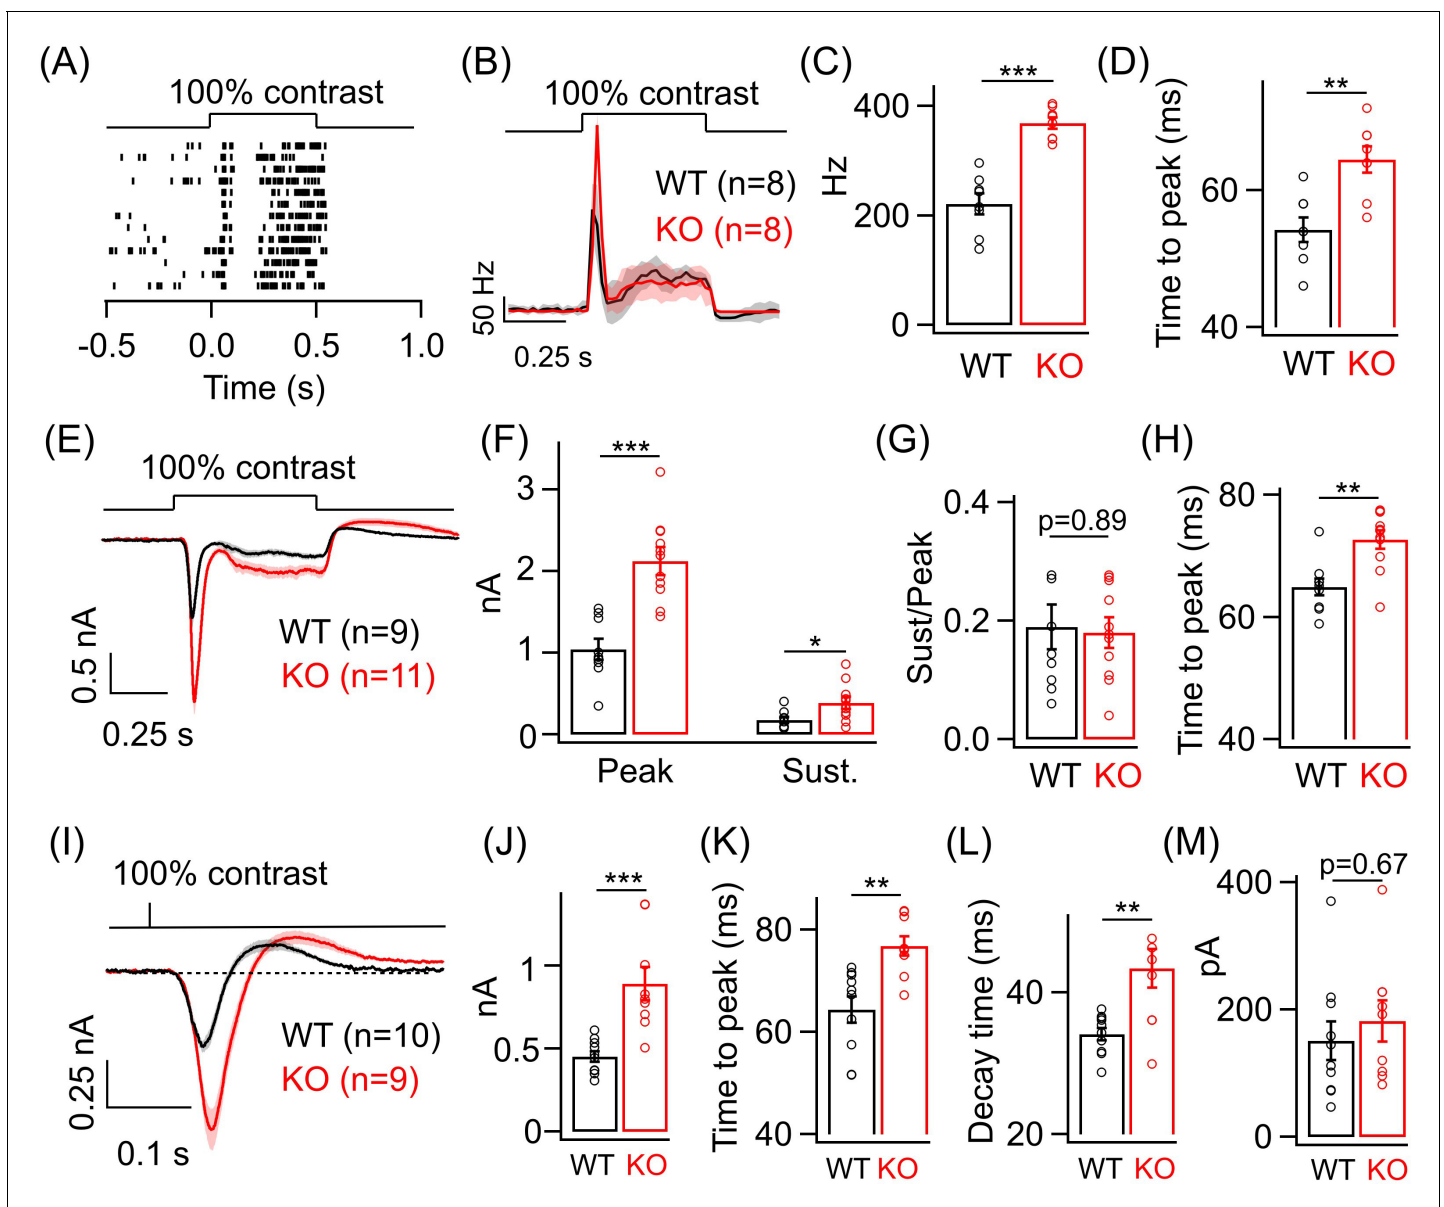 (A)
100% contrast
-0.5 0.0 0.5 1.0
Time (s)
(B)
100% contrast
WT (n=8)
KO (n=8)
50 Hz
0.25 s
(C)
***
Hz
400
200
0
WT KO
(D)
**
Time to peak (ms)
60
40
WT KO
(E)
100% contrast
WT (n=9)
KO (n=11)
0.5 nA
0.25 s
(F)
***
*
nA
3
2
1
0
Peak Sust.
(G)
p=0.89
Sust/Peak
0.4
0.2
0.0
WT KO
(H)
**
Time to peak (ms)
80
60
40
WT KO
(I)
100% contrast
WT (n=10)
KO (n=9)
0.25 nA
0.1 s
(J)
***
nA
1
0.5
0
WT KO
(K)
**
Time to peak (ms)
80
60
40
WT KO
(L)
**
Decay time (ms)
40
20
WT KO
(M)
p=0.67
pA
400
200
0
WT KO